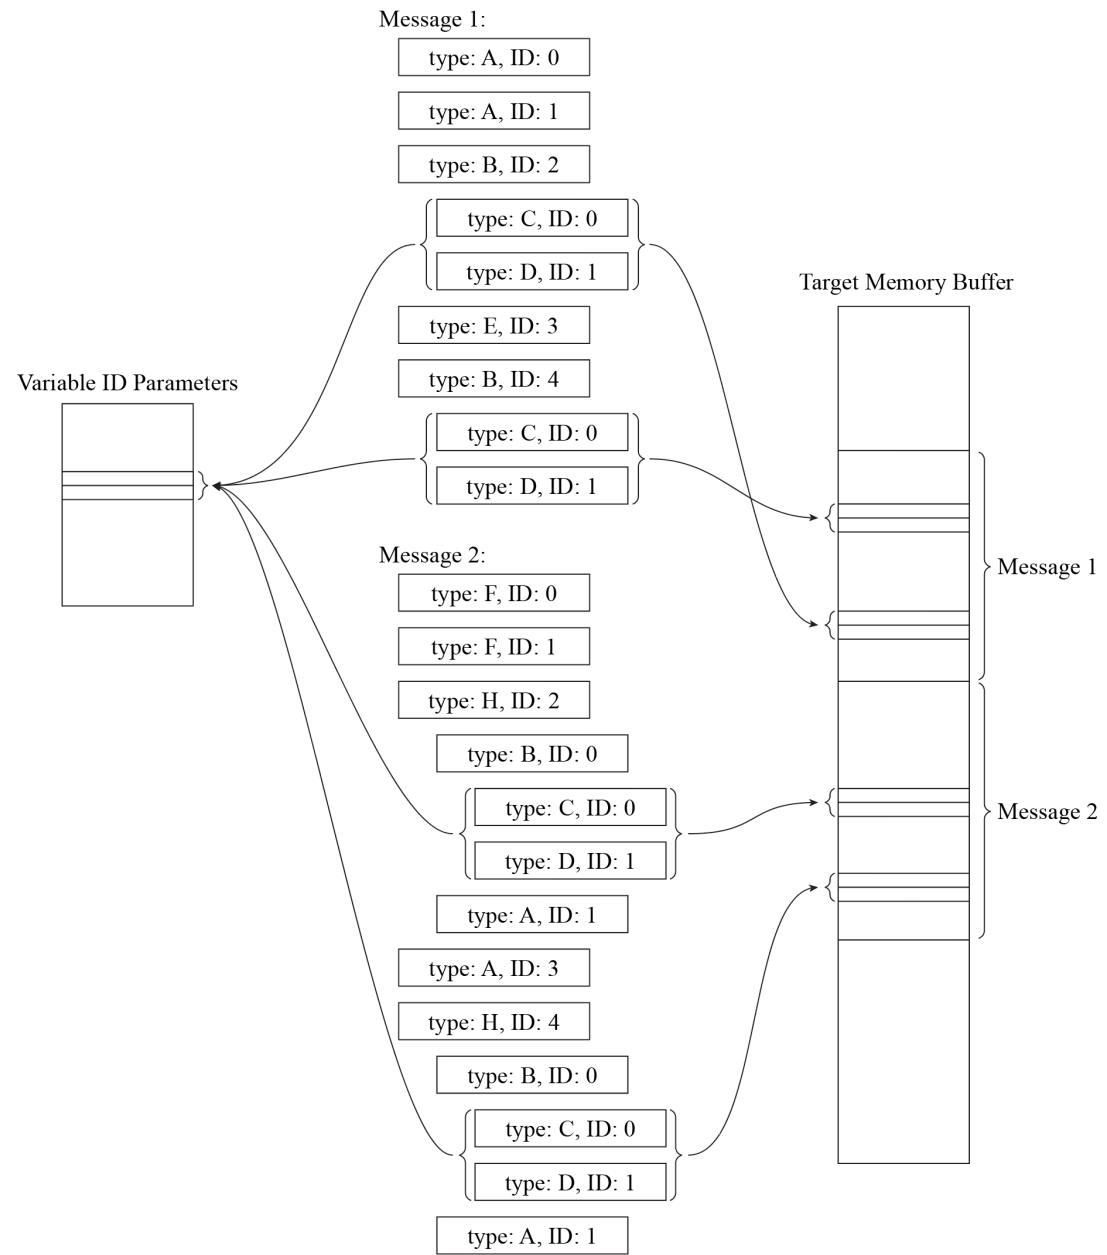 Message 1:
type: A, ID: 0
type: A, ID: 1
type: B, ID: 2
type: C, ID: 0
type: D, ID: 1
type: E, ID: 3
type: B, ID: 4
type: C, ID: 0
type: D, ID: 1
Message 2:
type: F, ID: 0
type: F, ID: 1
type: H, ID: 2
type: B, ID: 0
type: C, ID: 0
type: D, ID: 1
type: A, ID: 1
type: A, ID: 3
type: H, ID: 4
type: B, ID: 0
type: C, ID: 0
type: D, ID: 1
type: A, ID: 1
Variable ID Parameters
Target Memory Buffer
Message 1
Message 2